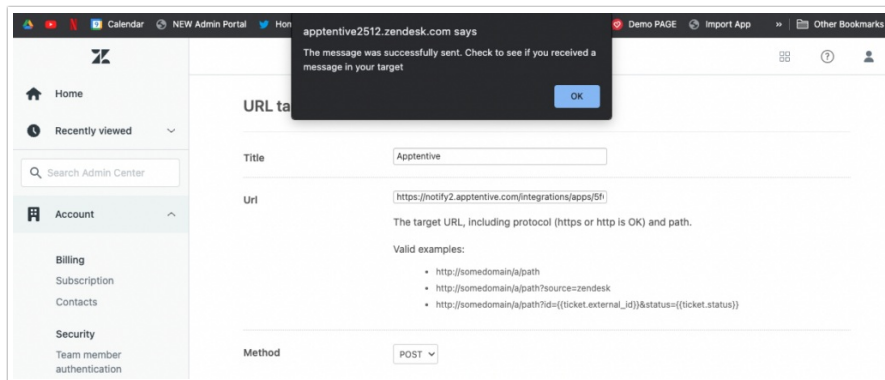 Calendar
NEW Admin Portal
Demo PAGE
Import App
»
Other Bookmarks
apptentive2512.zendesk.com says
The message was successfully sent. Check to see if you received a
message in your target
OK
Home
Recently viewed
Search Admin Center
Account
Billing
Subscription
Contacts
Security
Team member
authentication
URL ta
Title
Apptentive
Url
https://notify2.apptentive.com/integrations/apps/5f
The target URL, including protocol (https or http is OK) and path.
Valid examples:
• http://somedomain/a/path
• http://somedomain/a/path?source=zendesk
• http://somedomain/a/path?id={{ticket.external_id}}&status={{ticket.status}}
Method
POST